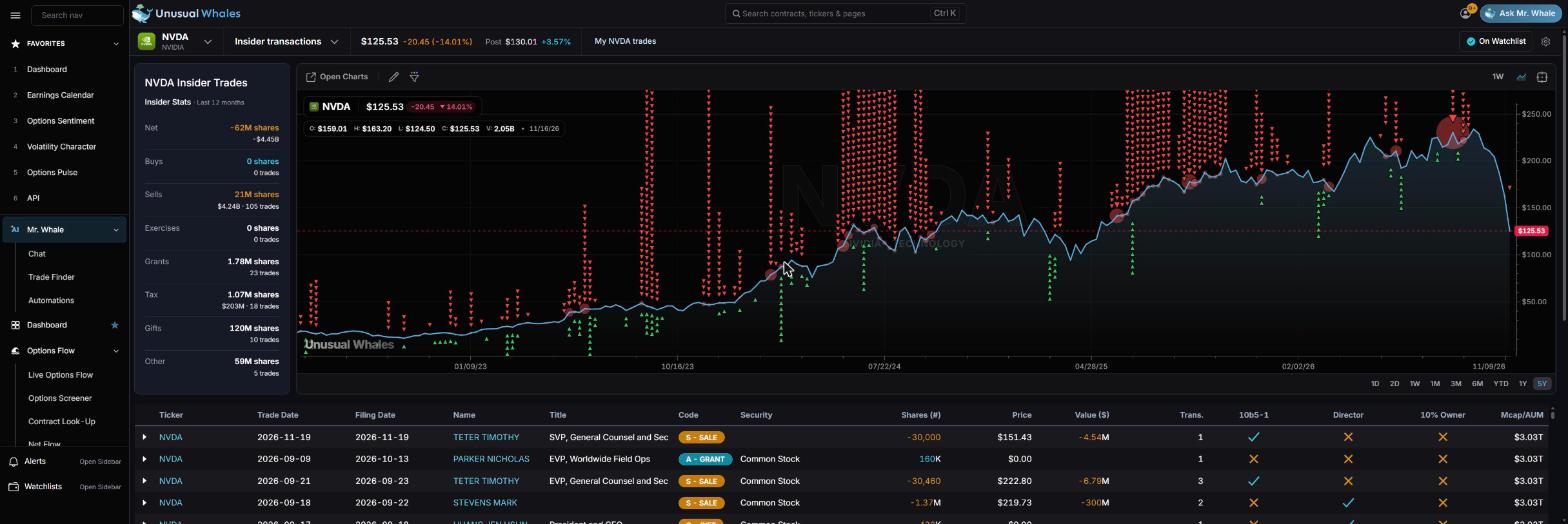 Search nav
Unusual Whales
Search contracts, tickers & pages
Ctrl K
9+
Ask Mr. Whale
FAVORITES
1 Dashboard
2 Earnings Calendar
3 Options Sentiment
4 Volatility Character
5 Options Pulse
6 API
AI Mr. Whale
Chat
Trade Finder
Automations
Dashboard
Options Flow
Live Options Flow
Options Screener
Contract Look-Up
Net Flow
Alerts Open Sidebar
Watchlists Open Sidebar
NVDA
NVIDIA
Insider transactions
$125.53 -20.45 (-14.01%) Post $130.01 +3.57%
My NVDA trades
On Watchlist
NVDA Insider Trades
Insider Stats · Last 12 months
Net -62M shares
-$4.45B
Buys 0 shares
0 trades
Sells 21M shares
$4.24B · 105 trades
Exercises 0 shares
0 trades
Grants 1.78M shares
23 trades
Tax 1.07M shares
$203M · 18 trades
Gifts 120M shares
10 trades
Other 59M shares
5 trades
Open Charts
1W
NVDA $125.53 -20.45 ▼14.01%
O: $159.01 H: $163.20 L: $124.50 C: $125.53 V: 2.05B • 11/16/26
NVDA
NVIDIA TECHNOLOGY
Unusual Whales
$250.00
$200.00
$150.00
$125.53
$100.00
$50.00
01/09/23 10/16/23 07/22/24 04/28/25 02/02/26 11/09/26
1D 2D 1W 1M 3M 6M YTD 1Y 5Y
Ticker Trade Date Filing Date Name Title Code Security Shares (#) Price Value ($) Trans. 10b5-1 Director 10% Owner Mcap/AUM
NVDA 2026-11-19 2026-11-19 TETER TIMOTHY SVP, General Counsel and Sec S - SALE -30,000 $151.43 -4.54M 1 $3.03T
NVDA 2026-09-09 2026-10-13 PARKER NICHOLAS EVP, Worldwide Field Ops A - GRANT Common Stock 160K $0.00 1 $3.03T
NVDA 2026-09-21 2026-09-23 TETER TIMOTHY EVP, General Counsel and Sec S - SALE Common Stock -30,460 $222.80 -6.79M 3 $3.03T
NVDA 2026-09-18 2026-09-22 STEVENS MARK S - SALE Common Stock -1.37M $219.73 -300M 2 $3.03T